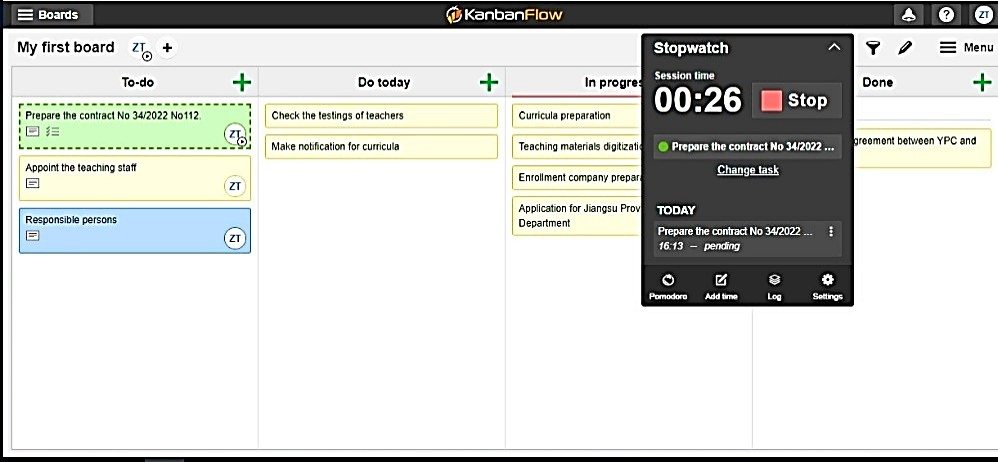 Boards
KanbanFlow
ZT
My first board
ZT
Menu
To-do
Do today
In progres
Done
Prepare the contract No 34/2022 No112.
ZT
Appoint the teaching staff
ZT
Responsible persons
ZT
Check the testings of teachers
Make notification for curricula
Curricula preparation
Teaching materials digitizatio
Enrollment company prepara
Application for Jiangsu Prov
Department
greement between YPC and
Stopwatch
Session time
00:26
Stop
Prepare the contract No 34/2022 ...
Change task
TODAY
Prepare the contract No 34/2022 ...
16:13 – pending
Pomodoro
Add time
Log
Settings